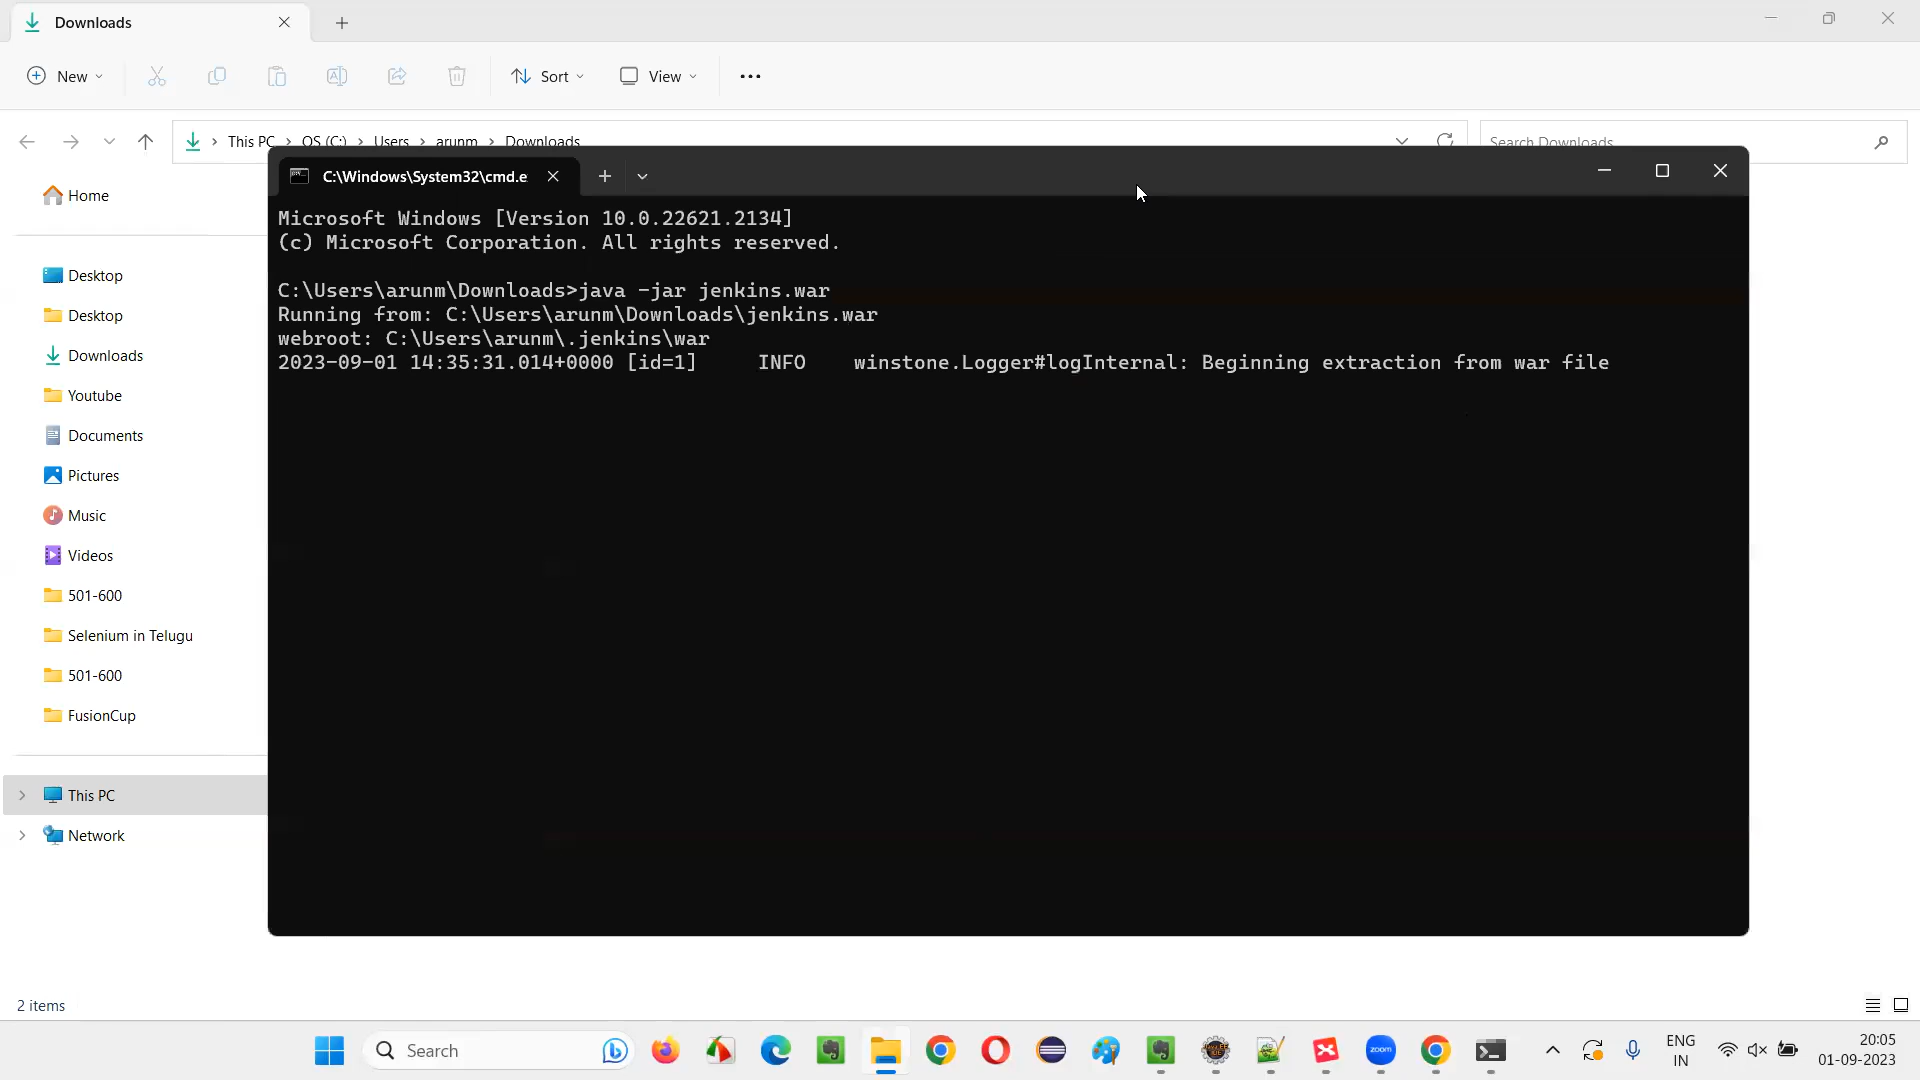 Downloads
New
Sort
View
This PC > OS (C:) > Users > arunm > Downloads
Search Downloads
C:\Windows\System32\cmd.e
Home
Desktop
Desktop
Downloads
Youtube
Documents
Pictures
Music
Videos
501-600
Selenium in Telugu
501-600
FusionCup
This PC
Network
Microsoft Windows [Version 10.0.22621.2134]
(c) Microsoft Corporation. All rights reserved.
C:\Users\arunm\Downloads>java -jar jenkins.war
Running from: C:\Users\arunm\Downloads\jenkins.war
webroot: C:\Users\arunm\.jenkins\war
2023-09-01 14:35:31.014+0000 [id=1] INFO winstone.Logger#logInternal: Beginning extraction from war file
2 items
Search
zoom
ENG
IN
20:05
01-09-2023